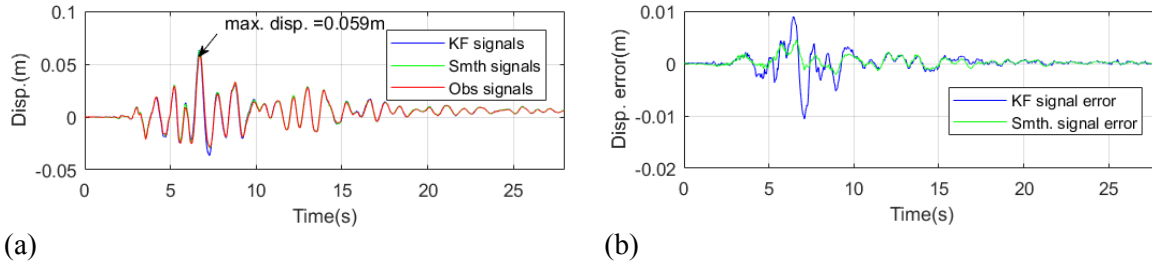 max. disp. =0.059m
0.1
0.05
0
-0.05
Disp.(m)
KF signals
Smth signals
Obs signals
0 5 10 15 20 25
Time(s)
(a)
0.01
0
-0.01
-0.02
Disp. error(m)
KF signal error
Smth. signal error
0 5 10 15 20 25
Time(s)
(b)